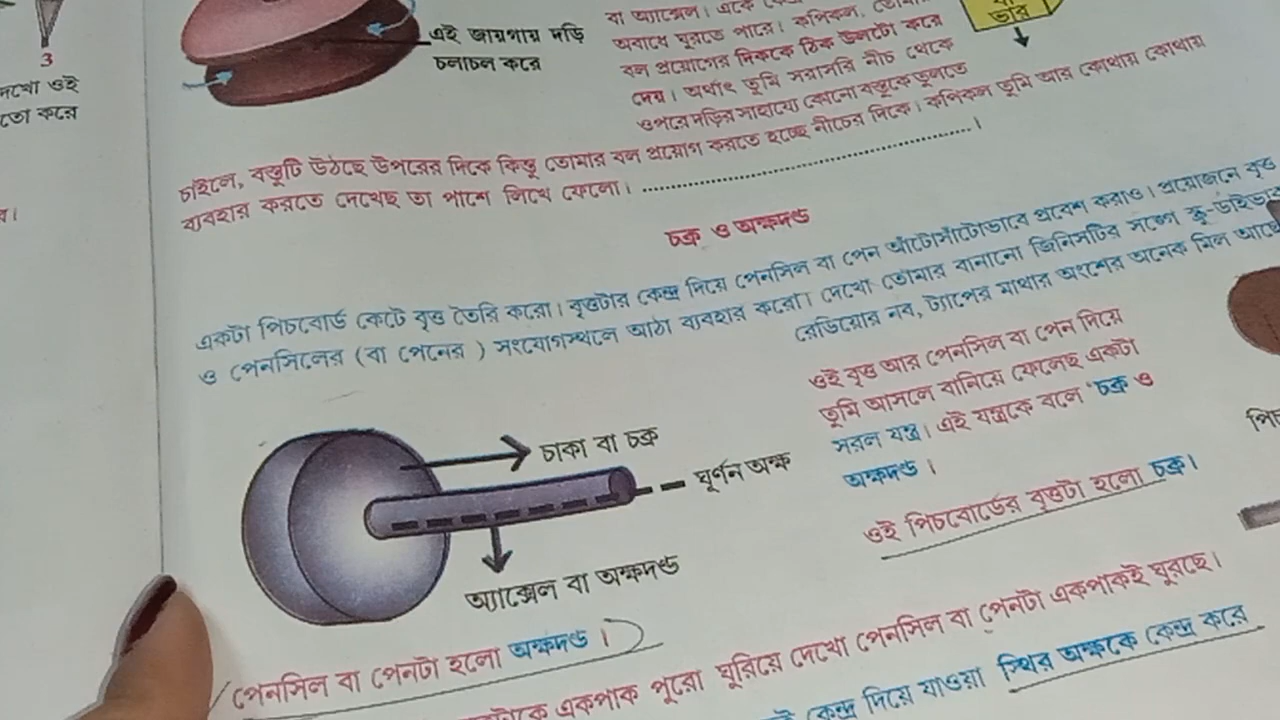 3
দেখো ওই
তো করে
র।
এই জায়গায় দড়ি
চলাচল করে
বা অ্যাক্সেল। একে
অবাধে ঘুরতে পারে। কপিকল,
বল প্রয়োগের দিককে ঠিক উলটো করে
দেয়। অর্থাৎ তুমি সরাসরি নীচ থেকে
ওপরে দড়ির সাহায্যে কোনো বস্তুকে তুলতে
ভার
চাইলে, বস্তুটি উঠছে উপরের দিকে কিন্তু তোমার বল প্রয়োগ করতে হচ্ছে নীচের দিকে। কপিকল তুমি আর কোথায় কোথায়
ব্যবহার করতে দেখেছ তা পাশে লিখে ফেলো। ..........................................।
চক্র ও অক্ষদণ্ড
একটা পিচবোর্ড কেটে বৃত্ত তৈরি করো। বৃত্তটার কেন্দ্র দিয়ে পেনসিল বা পেন আঁটোসাঁটোভাবে প্রবেশ করাও। প্রয়োজনে বৃত্ত
ও পেনসিলের (বা পেনের ) সংযোগস্থলে আঠা ব্যবহার করো। দেখো তোমার বানানো জিনিসটির সঙ্গে স্ক্রু-ড্রাইভার
রেডিয়োর নব, ট্যাপের মাথার অংশের অনেক মিল আছে
ওই বৃত্ত আর পেনসিল বা পেন দিয়ে
তুমি আসলে বানিয়ে ফেলেছ একটা
সরল যন্ত্র। এই যন্ত্রকে বলে 'চক্র ও
অক্ষদণ্ড ।
চাকা বা চক্র
ঘূর্ণন অক্ষ
অ্যাক্সেল বা অক্ষদণ্ড
ওই পিচবোর্ডের বৃত্তটা হলো চক্র।
পেনসিল বা পেনটা হলো অক্ষদণ্ড ।
একপাক পুরো ঘুরিয়ে দেখো পেনসিল বা পেনটা একপাকই ঘুরছে।
কেন্দ্র দিয়ে যাওয়া স্থির অক্ষকে কেন্দ্র করে